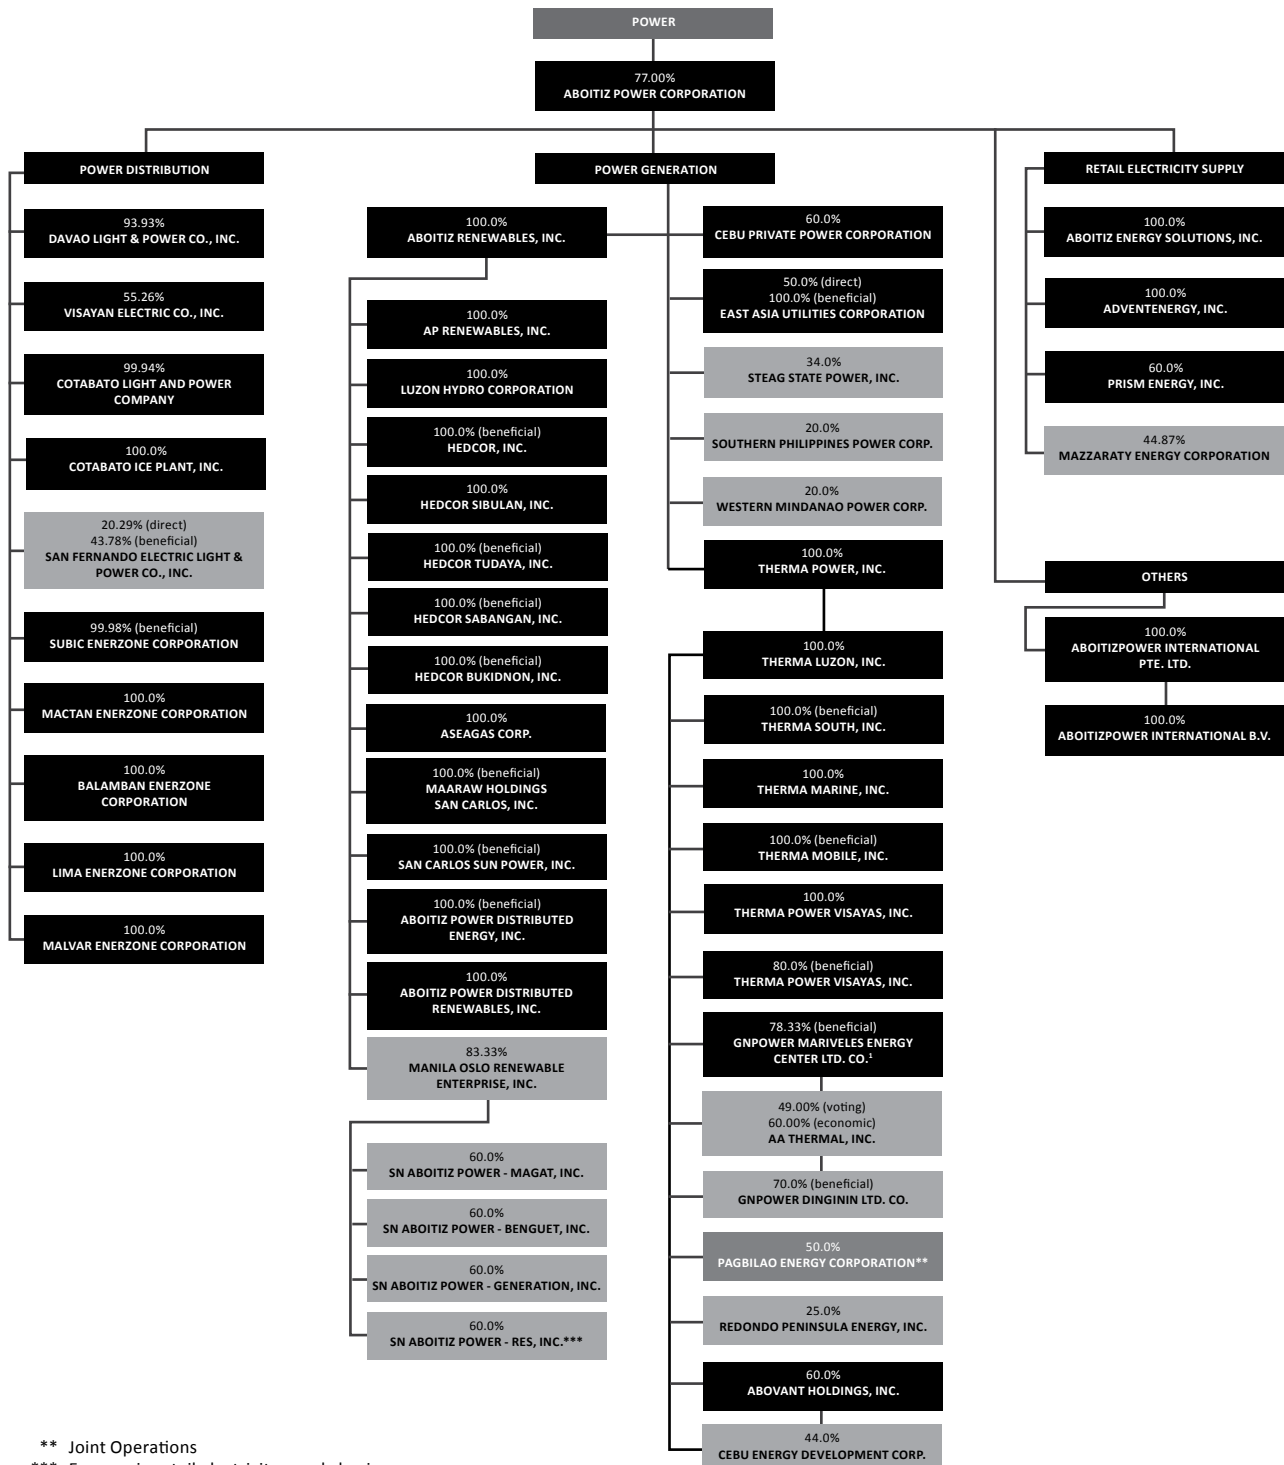 POWER
77.00%
ABOITIZ POWER CORPORATION
POWER DISTRIBUTION
93.93%
DAVAO LIGHT & POWER CO., INC.
55.26%
VISAYAN ELECTRIC CO., INC.
99.94%
COTABATO LIGHT AND POWER
COMPANY
100.0%
COTABATO ICE PLANT, INC.
20.29% (direct)
43.78% (beneficial)
SAN FERNANDO ELECTRIC LIGHT &
POWER CO., INC.
99.98% (beneficial)
SUBIC ENERZONE CORPORATION
100.0%
MACTAN ENERZONE CORPORATION
100.0%
BALAMBAN ENERZONE
CORPORATION
100.0%
LIMA ENERZONE CORPORATION
100.0%
MALVAR ENERZONE CORPORATION
POWER GENERATION
100.0%
ABOITIZ RENEWABLES, INC.
100.0%
AP RENEWABLES, INC.
100.0%
LUZON HYDRO CORPORATION
100.0% (beneficial)
HEDCOR, INC.
100.0%
HEDCOR SIBULAN, INC.
100.0% (beneficial)
HEDCOR TUDAYA, INC.
100.0% (beneficial)
HEDCOR SABANGAN, INC.
100.0% (beneficial)
HEDCOR BUKIDNON, INC.
100.0%
ASEAGAS CORP.
100.0% (beneficial)
MAARAW HOLDINGS
SAN CARLOS, INC.
100.0% (beneficial)
SAN CARLOS SUN POWER, INC.
100.0% (beneficial)
ABOITIZ POWER DISTRIBUTED
ENERGY, INC.
100.0%
ABOITIZ POWER DISTRIBUTED
RENEWABLES, INC.
83.33%
MANILA OSLO RENEWABLE
ENTERPRISE, INC.
60.0%
SN ABOITIZ POWER - MAGAT, INC.
60.0%
SN ABOITIZ POWER - BENGUET, INC.
60.0%
SN ABOITIZ POWER - GENERATION, INC.
60.0%
SN ABOITIZ POWER - RES, INC.***
60.0%
CEBU PRIVATE POWER CORPORATION
50.0% (direct)
100.0% (beneficial)
EAST ASIA UTILITIES CORPORATION
34.0%
STEAG STATE POWER, INC.
20.0%
SOUTHERN PHILIPPINES POWER CORP.
20.0%
WESTERN MINDANAO POWER CORP.
100.0%
THERMA POWER, INC.
100.0%
THERMA LUZON, INC.
100.0% (beneficial)
THERMA SOUTH, INC.
100.0%
THERMA MARINE, INC.
100.0% (beneficial)
THERMA MOBILE, INC.
100.0%
THERMA POWER VISAYAS, INC.
80.0% (beneficial)
THERMA POWER VISAYAS, INC.
78.33% (beneficial)
GNPOWER MARIVELES ENERGY
CENTER LTD. CO.¹
49.00% (voting)
60.00% (economic)
AA THERMAL, INC.
70.0% (beneficial)
GNPOWER DINGININ LTD. CO.
50.0%
PAGBILAO ENERGY CORPORATION**
25.0%
REDONDO PENINSULA ENERGY, INC.
60.0%
ABOVANT HOLDINGS, INC.
44.0%
CEBU ENERGY DEVELOPMENT CORP.
RETAIL ELECTRICITY SUPPLY
100.0%
ABOITIZ ENERGY SOLUTIONS, INC.
100.0%
ADVENTENERGY, INC.
60.0%
PRISM ENERGY, INC.
44.87%
MAZZARATY ENERGY CORPORATION
OTHERS
100.0%
ABOITIZPOWER INTERNATIONAL
PTE. LTD.
100.0%
ABOITIZPOWER INTERNATIONAL B.V.
** Joint Operations
***